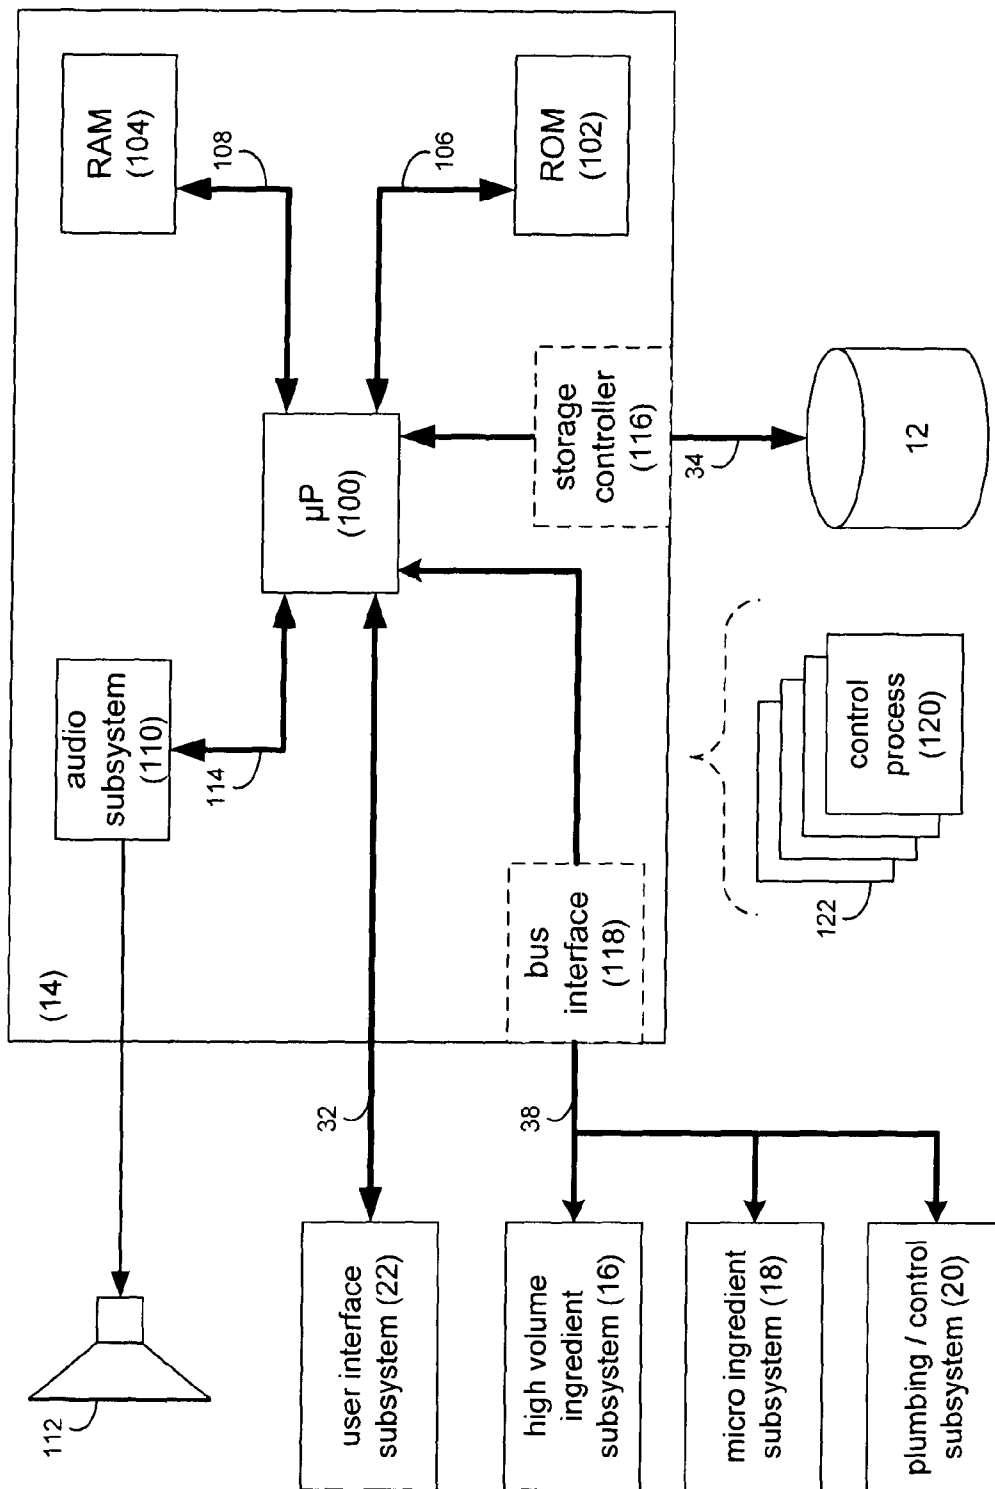 RAM
(104)
108
106
ROM
(102)
µP
(100)
storage
controller
(116)
34
12
audio
subsystem
(110)
114
(14)
bus
interface
(118)
control
process
(120)
122
32
38
112
user interface
subsystem (22)
high volume
ingredient
subsystem (16)
micro ingredient
subsystem (18)
plumbing / control
subsystem (20)